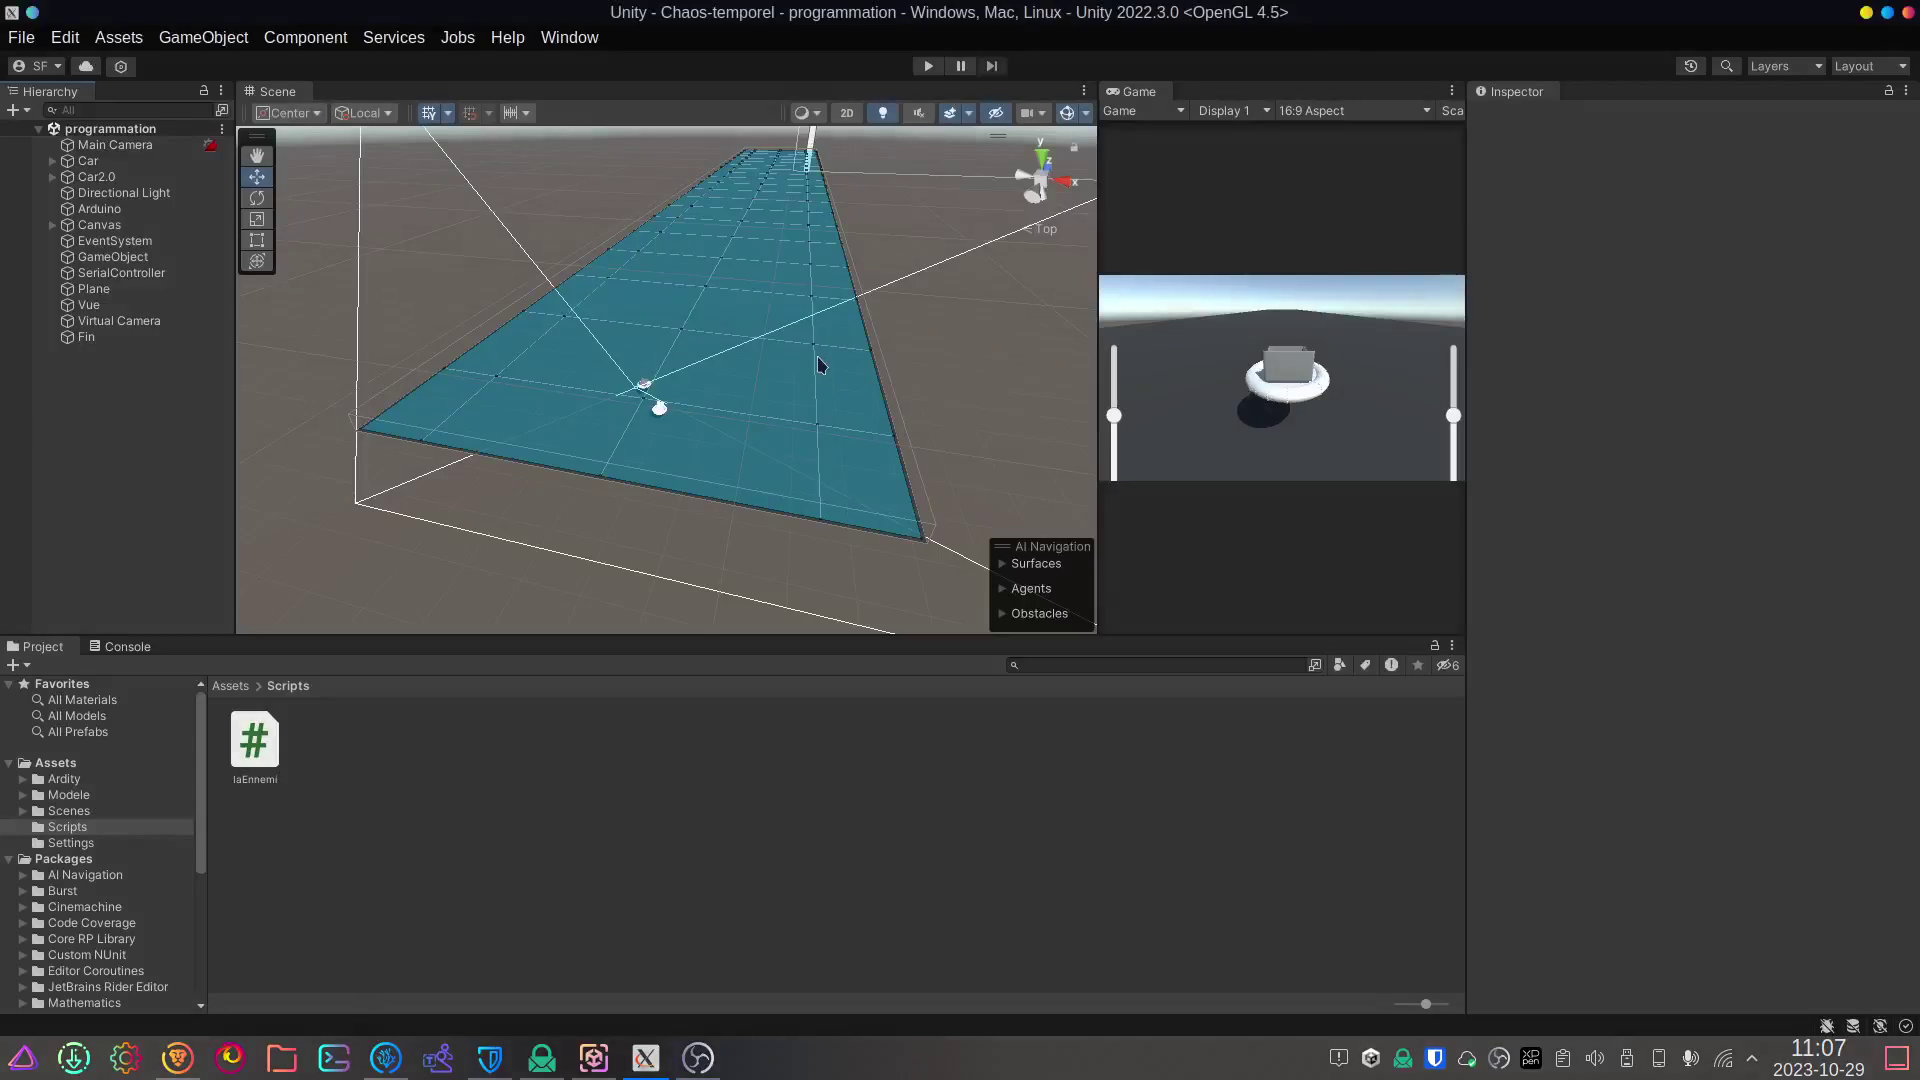 Unity - Chaos-temporel - programmation - Windows, Mac, Linux - Unity 2022.3.0 <OpenGL 4.5>
File Edit Assets GameObject Component Services Jobs Help Window
SF
Layers
Layout
Hierarchy
All
programmation
Main Camera
Car
Car2.0
Directional Light
Arduino
Canvas
EventSystem
GameObject
SerialController
Plane
Vue
Virtual Camera
Fin
Scene
Center
Local
2D
y
z
x
< Top
AI Navigation
Surfaces
Agents
Obstacles
Game
Game Display 1 16:9 Aspect Sca
Inspector
Project Console
6
Favorites
All Materials
All Models
All Prefabs
Assets
Ardity
Modele
Scenes
Scripts
Settings
Packages
AI Navigation
Burst
Cinemachine
Code Coverage
Core RP Library
Custom NUnit
Editor Coroutines
JetBrains Rider Editor
Mathematics
Assets > Scripts
#
IaEnnemi
XP
pen
11:07
2023-10-29